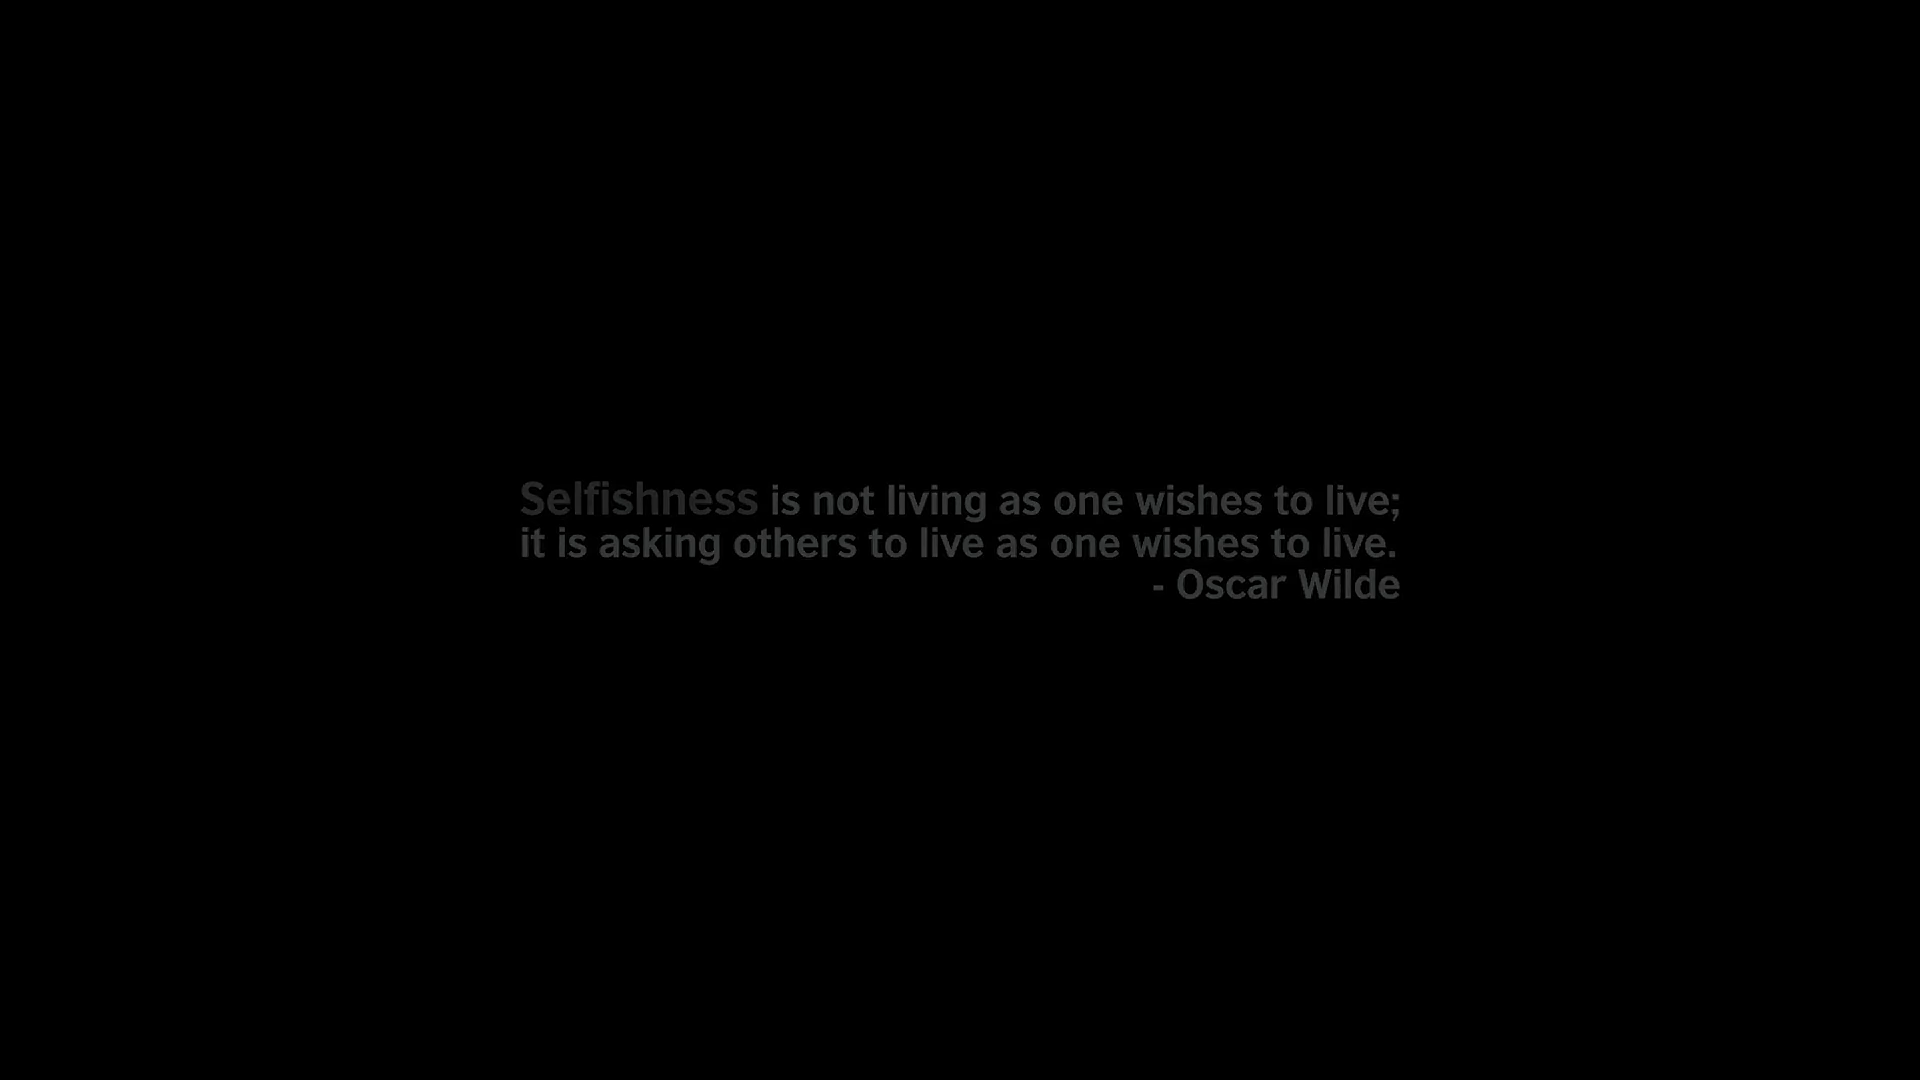 Selfishness is not living as one wishes to live;
it is asking others to live as one wishes to live.
- Oscar Wilde